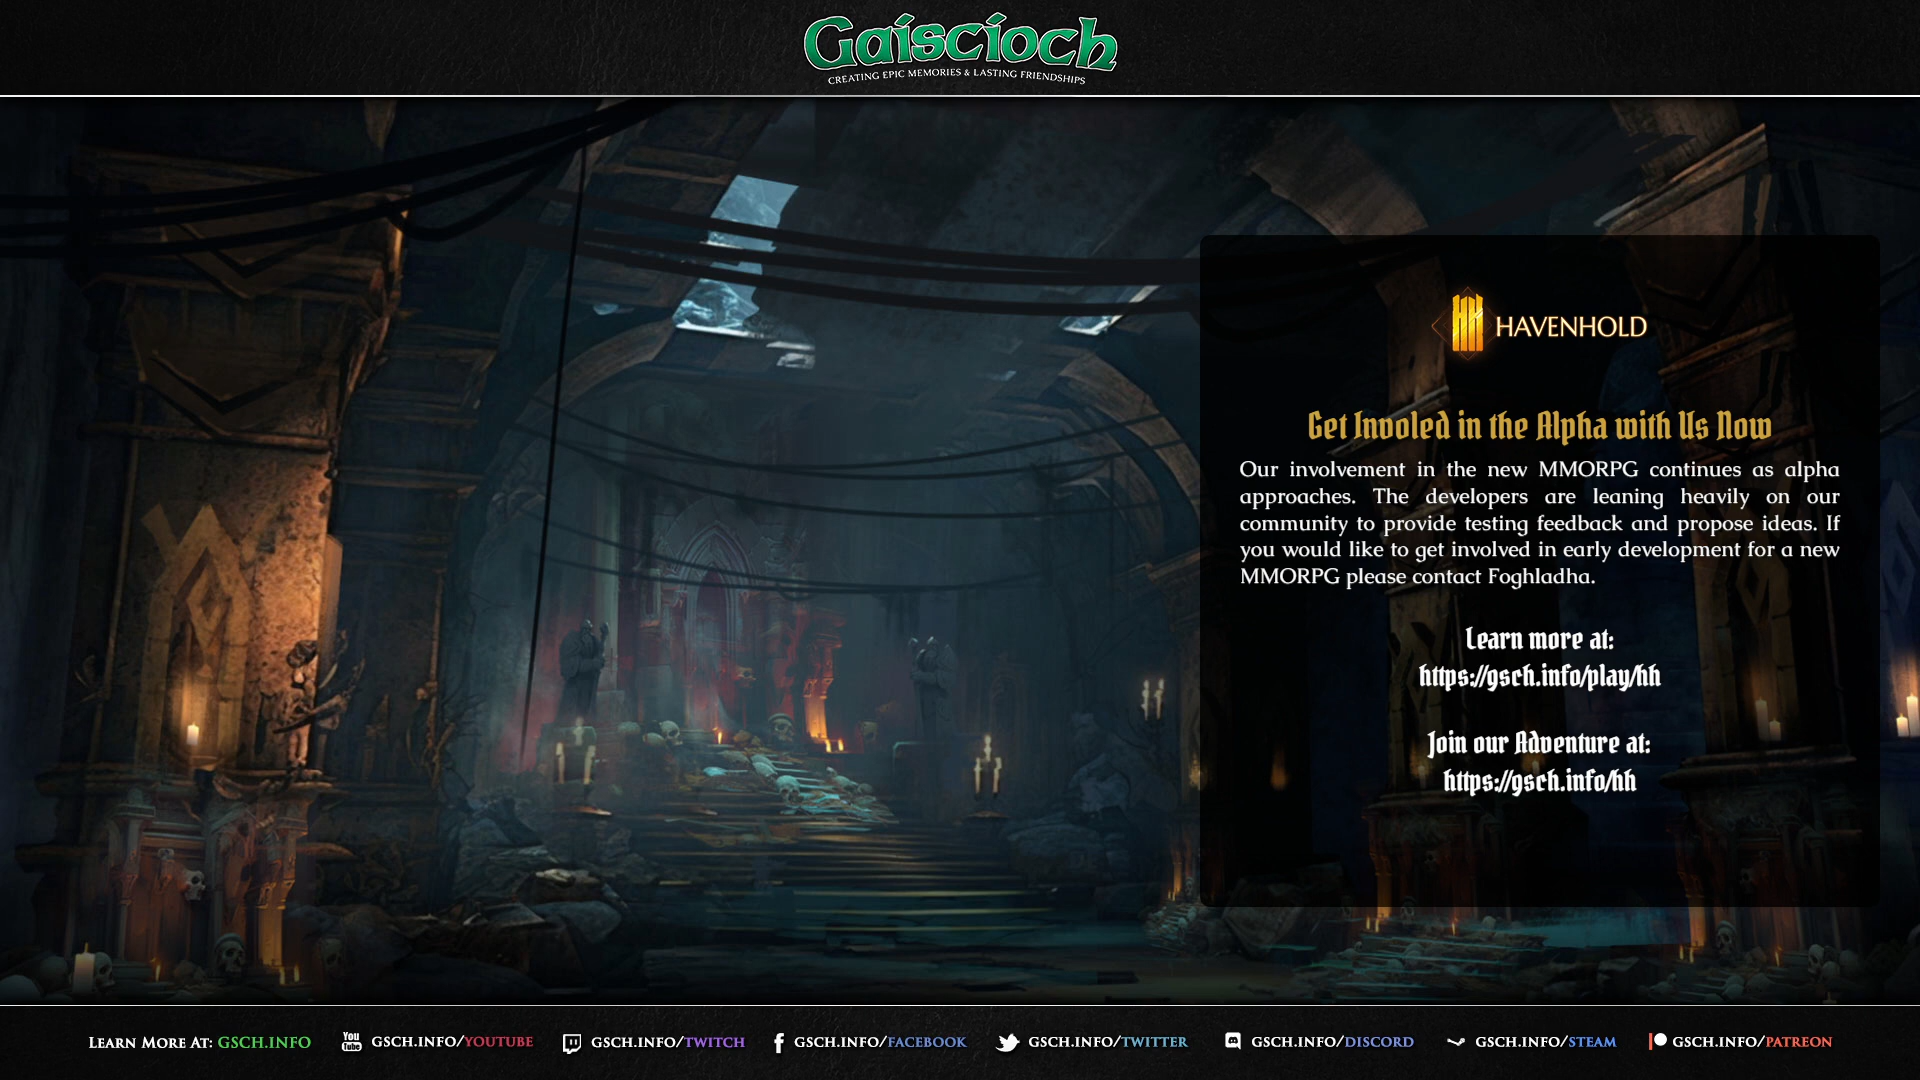 Gaiscioch
CREATING EPIC MEMORIES & LASTING FRIENDSHIPS
HAVENHOLD
Get Involed in the Alpha with Us Now
Our involvement in the new MMORPG continues as alpha
approaches. The developers are leaning heavily on our
community to provide testing feedback and propose ideas. If
you would like to get involved in early development for a new
MMORPG please contact Foghladha.
Learn more at:
https://gsch.info/play/hh
Join our Adventure at:
https://gsch.info/hh
LEARN MORE AT: GSCH.INFO You Tube GSCH.INFO/YOUTUBE GSCH.INFO/TWITCH GSCH.INFO/FACEBOOK GSCH.INFO/TWITTER GSCH.INFO/DISCORD GSCH.INFO/STEAM GSCH.INFO/PATREON